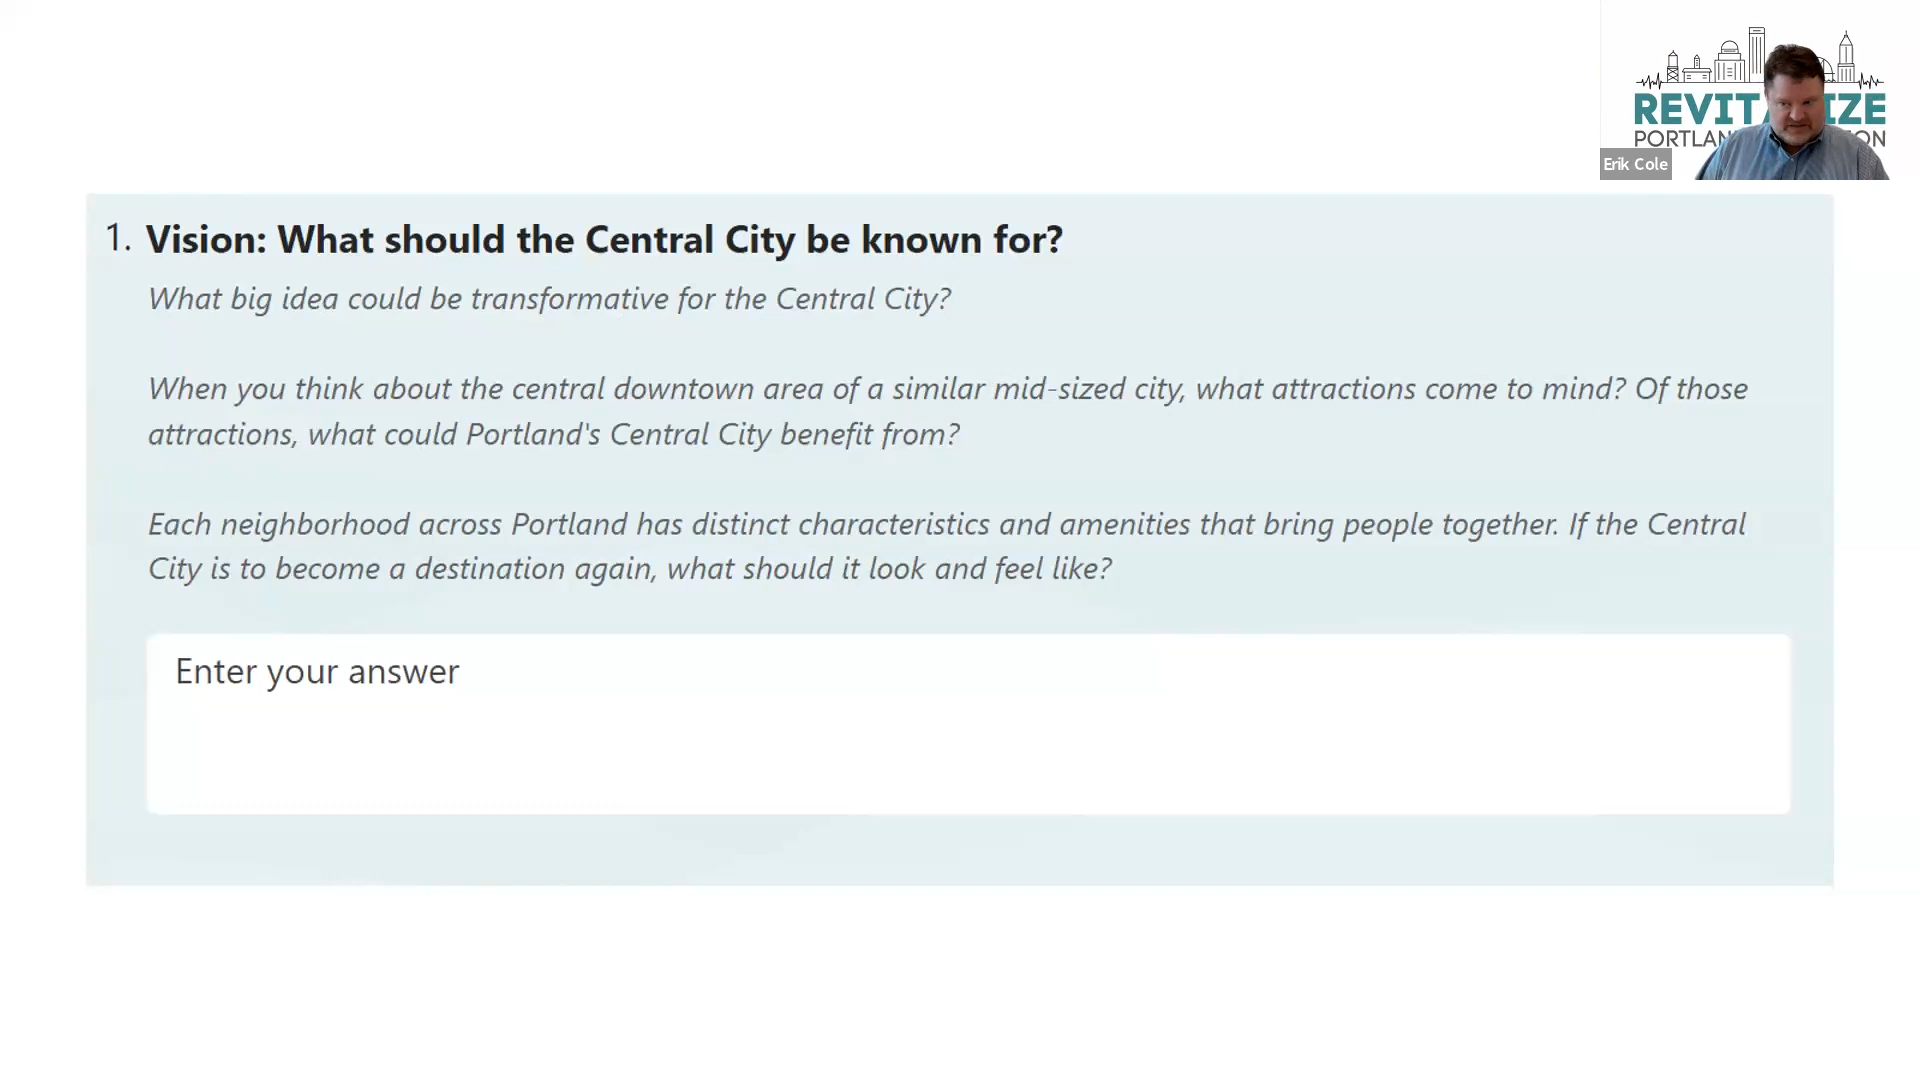 REVIT IZE
PORTLAN ON
Erik Cole
1. Vision: What should the Central City be known for?
What big idea could be transformative for the Central City?
When you think about the central downtown area of a similar mid-sized city, what attractions come to mind? Of those
attractions, what could Portland's Central City benefit from?
Each neighborhood across Portland has distinct characteristics and amenities that bring people together. If the Central
City is to become a destination again, what should it look and feel like?
Enter your answer